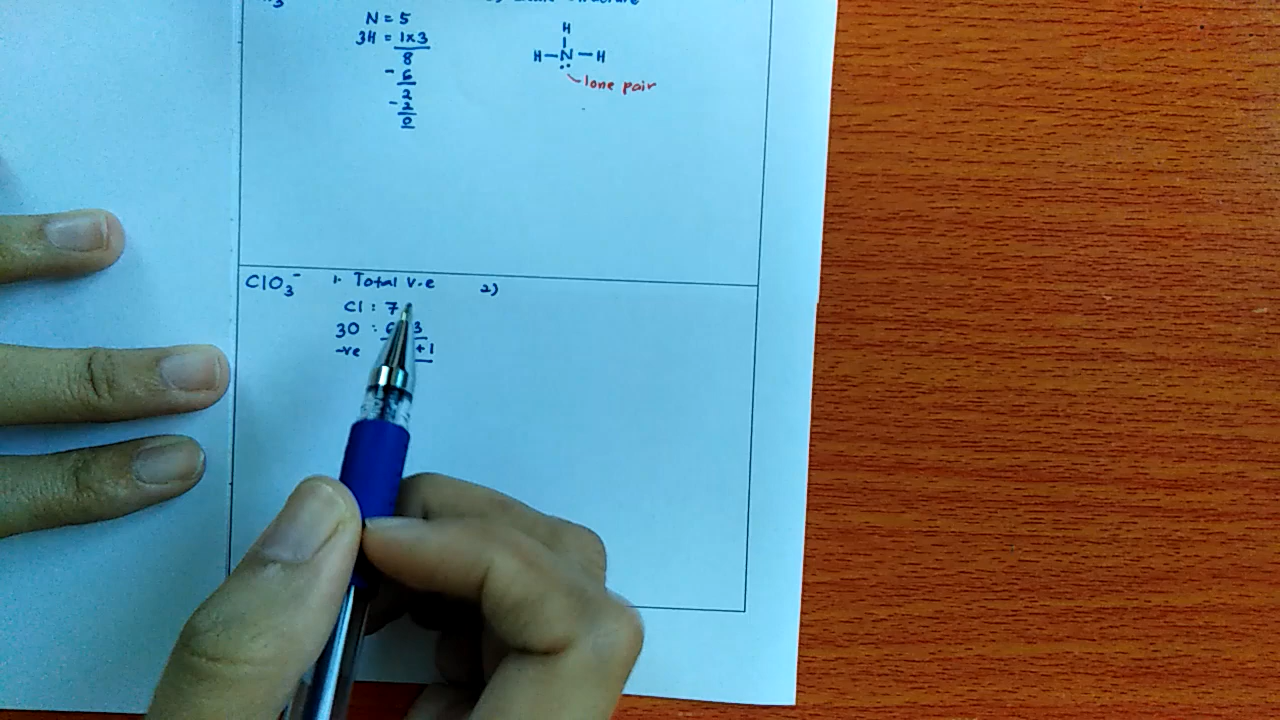 N = 5
3H = 1x3
8
- 6
2
- 2
0
H
H-N-H
lone pair
ClO3- 1. Total v.e 2)
Cl : 7
3O : 6 3
-ve +1